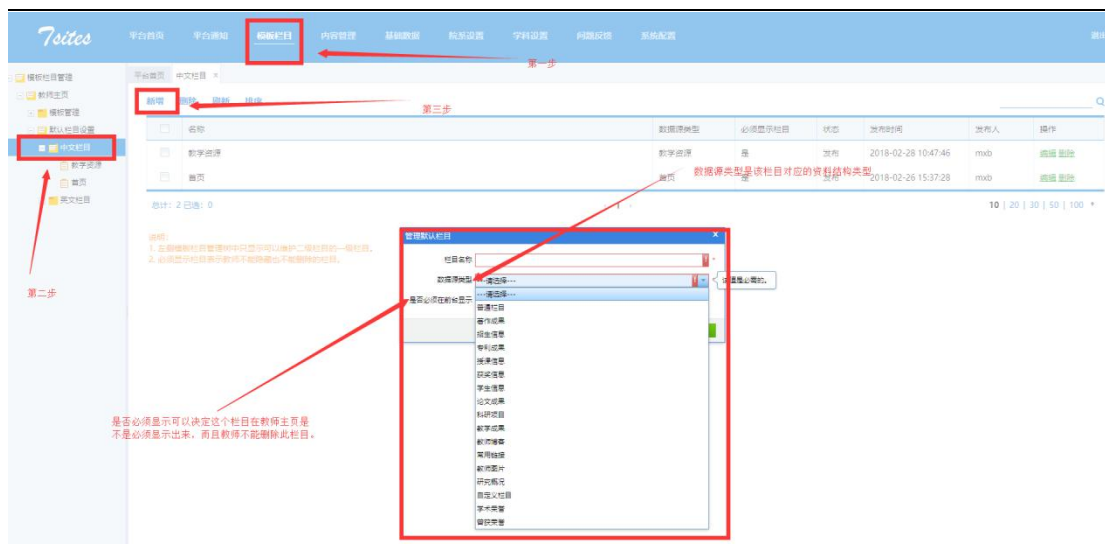 7sites 平台首页 平台通知 模板栏目 内容管理 基础数据 院系设置 学科设置 问题反馈 系统配置
第一步
模板栏目管理
教师主页
模板管理
默认栏目设置
中文栏目
教学资源
首页
英文栏目
第二步
平台首页 中文栏目 ×
新增 删除 刷新 排序
第三步
名称 数据源类型 必须显示栏目 状态 发布时间 发布人 操作
教学资源 教学资源 是 发布 2018-02-28 10:47:46 mxb 编辑 删除
首页 首页 是 发布 2018-02-26 15:37:28 mxb 编辑 删除
数据源类型是该栏目对应的资料结构类型
总计: 2 已选: 0 1 10 | 20 | 30 | 50 | 100
说明:
1. 左侧模板栏目管理树中只显示可以维护二级栏目的一级栏目。
2. 必须显示栏目表示教师不能隐藏也不能删除的栏目。
管理默认栏目 ×
栏目名称 *
数据源类型 ---请选择--- 该项是必需的。
是否必须在前台显示
---请选择---
普通栏目
著作成果
招生信息
专利成果
授课信息
获奖信息
学生信息
论文成果
科研项目
教学成果
教师博客
常用链接
教师图片
研究概况
自定义栏目
学术荣誉
曾获荣誉
是否必须显示可以决定这个栏目在教师主页是
不是必须显示出来，而且教师不能删除此栏目。